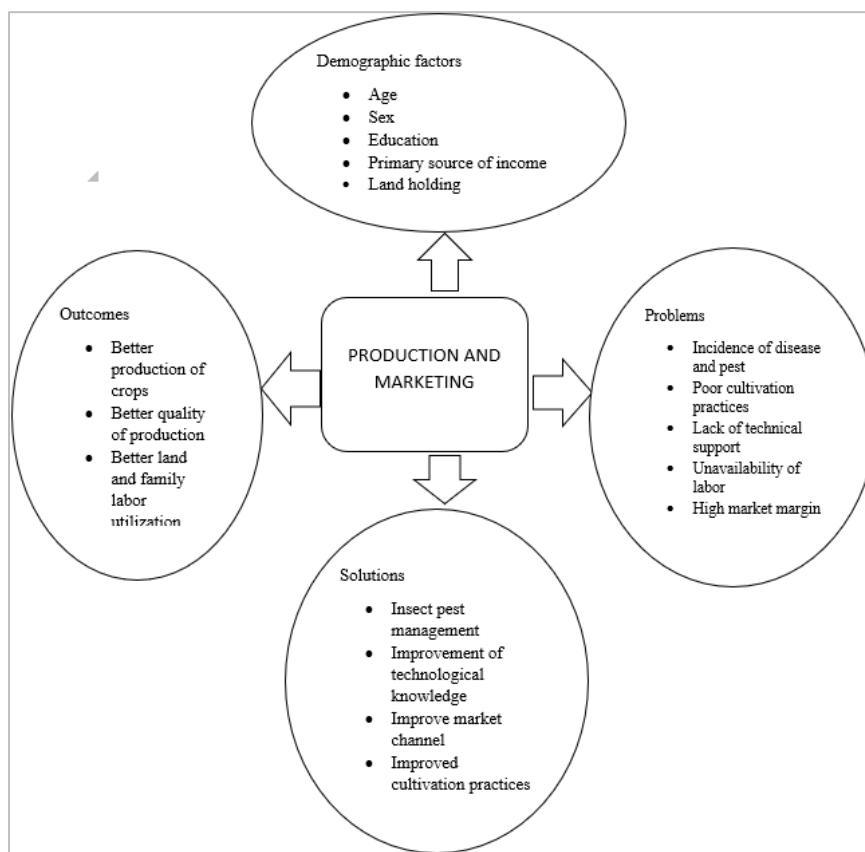 Demographic factors
• Age
• Sex
• Education
• Primary source of income
• Land holding
Outcomes
• Better
production of
crops
• Better quality
of production
• Better land
and family
labor
utilization
PRODUCTION AND
MARKETING
Problems
• Incidence of disease
and pest
• Poor cultivation
practices
• Lack of technical
support
• Unavailability of
labor
• High market margin
Solutions
• Insect pest
management
• Improvement of
technological
knowledge
• Improve market
channel
• Improved
cultivation practices